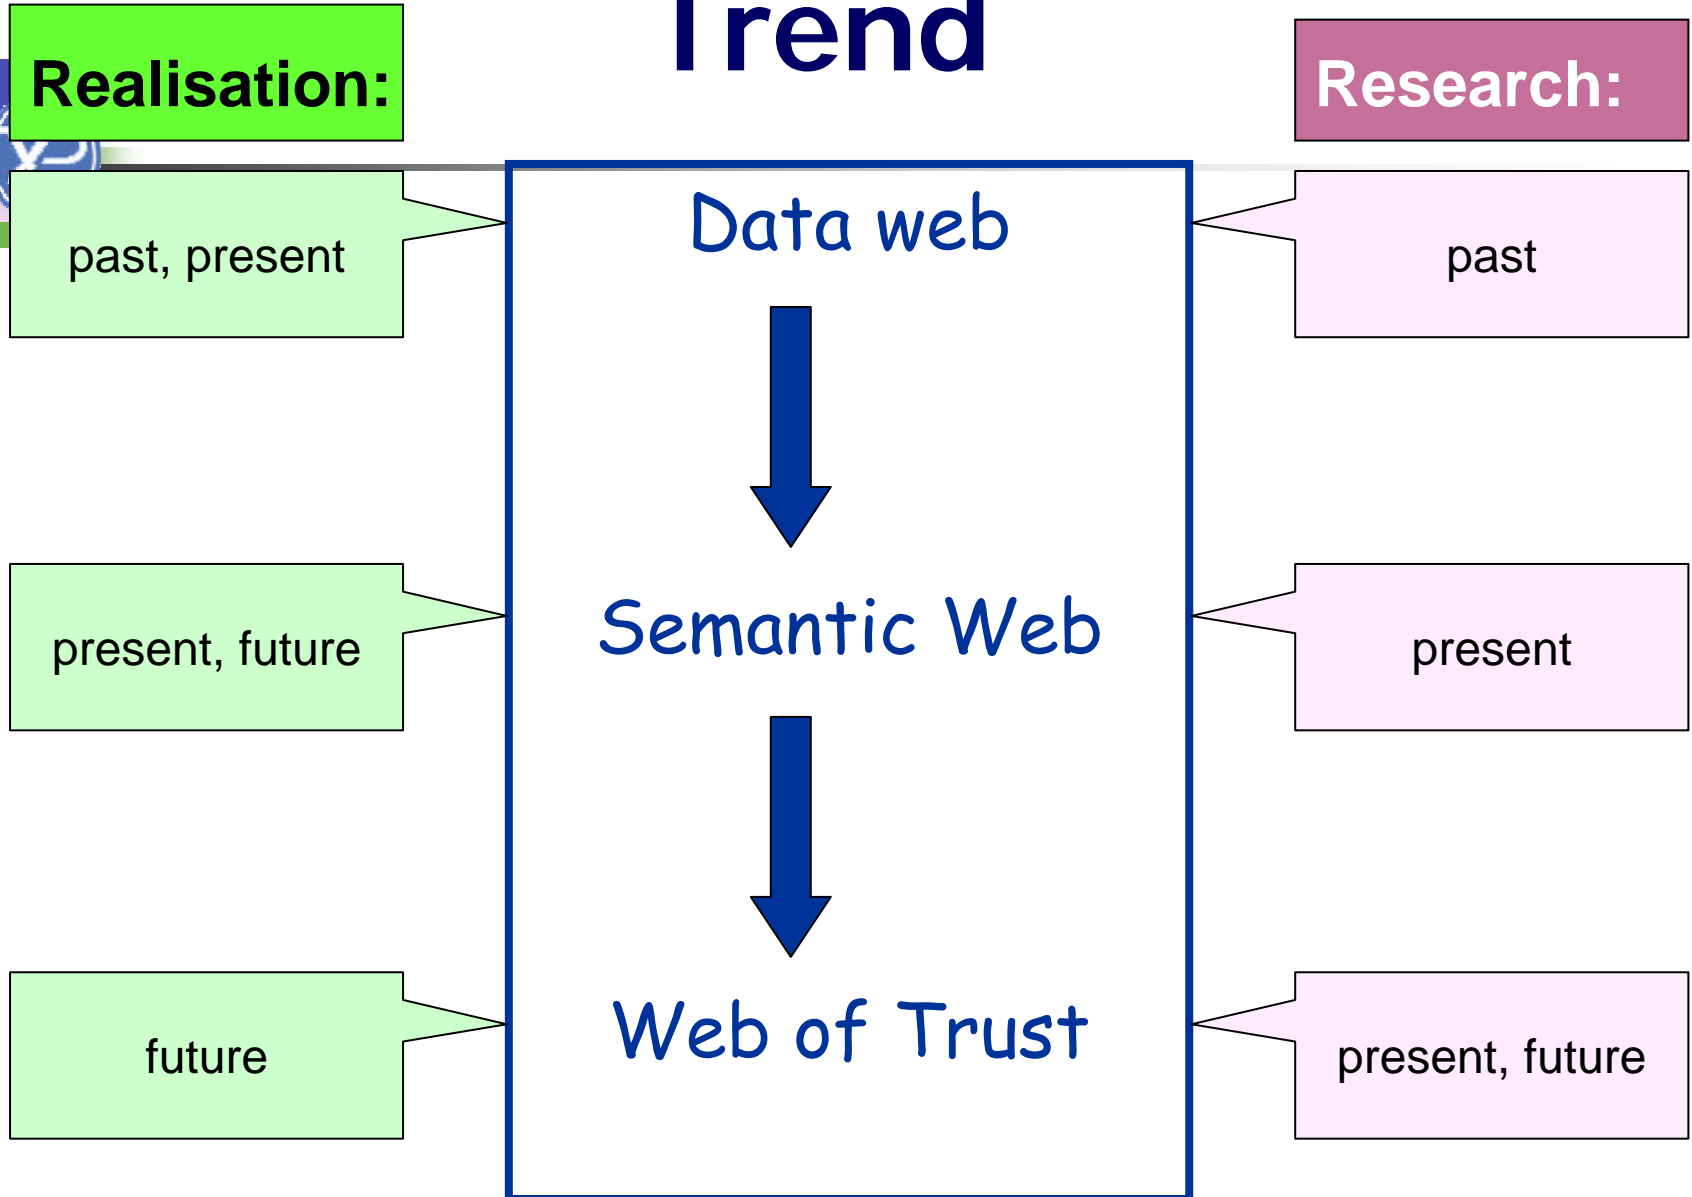 Trend
Realisation:
Research:
past, present
Data web
past
present, future
Semantic Web
present
future
Web of Trust
present, future